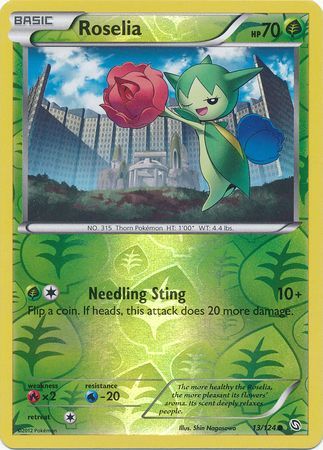 BASIC
Roselia
HP70
NO. 315 Thorn Pokémon. HT: 1'00" WT: 4.4 lbs.
Needling Sting 10+
Flip a coin. If heads, this attack does 20 more damage.
weakness
×2
resistance
-20
retreat
The more healthy the Roselia,
the more pleasant its flowers'
aroma. Its scent deeply relaxes
people.
©2012 Pokémon
Illus. Shin Nagasawa
13/124